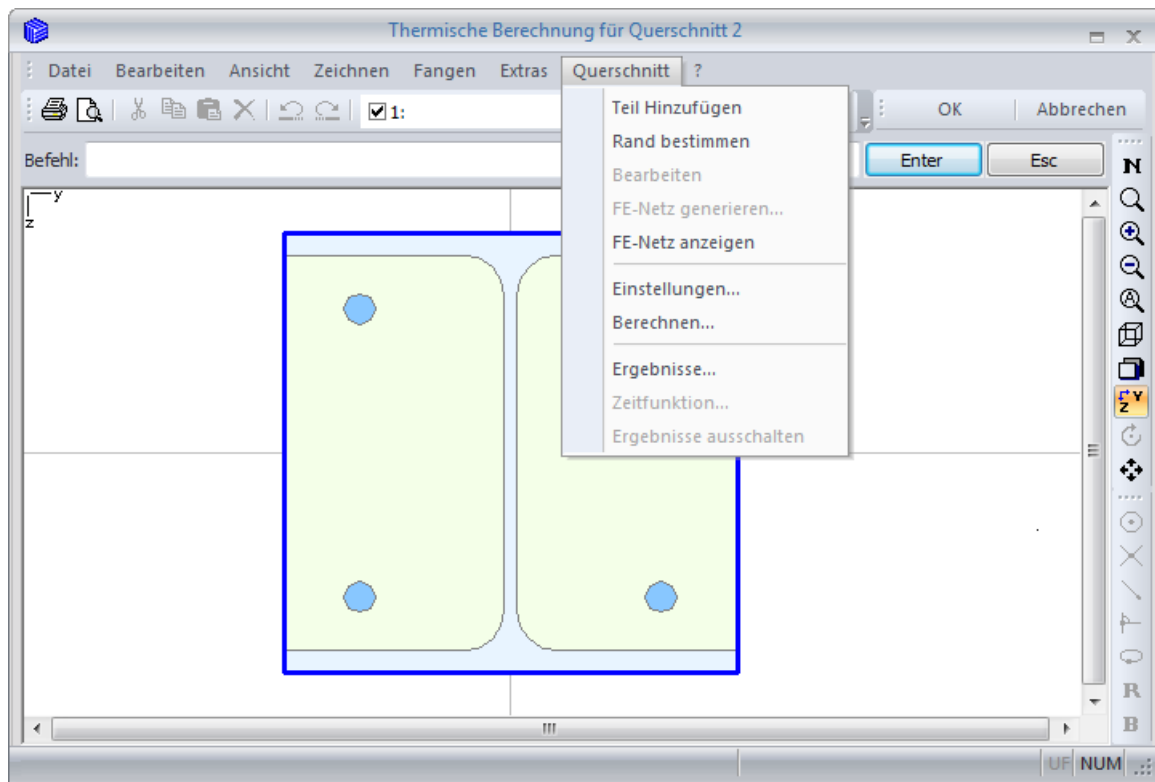 Thermische Berechnung für Querschnitt 2
Datei Bearbeiten Ansicht Zeichnen Fangen Extras Querschnitt ?
1: OK Abbrechen
Befehl: Enter Esc
Teil Hinzufügen
Rand bestimmen
Bearbeiten
FE-Netz generieren...
FE-Netz anzeigen
Einstellungen...
Berechnen...
Ergebnisse...
Zeitfunktion...
Ergebnisse ausschalten
y
z
N
A
Y
Z
R
B
UF NUM